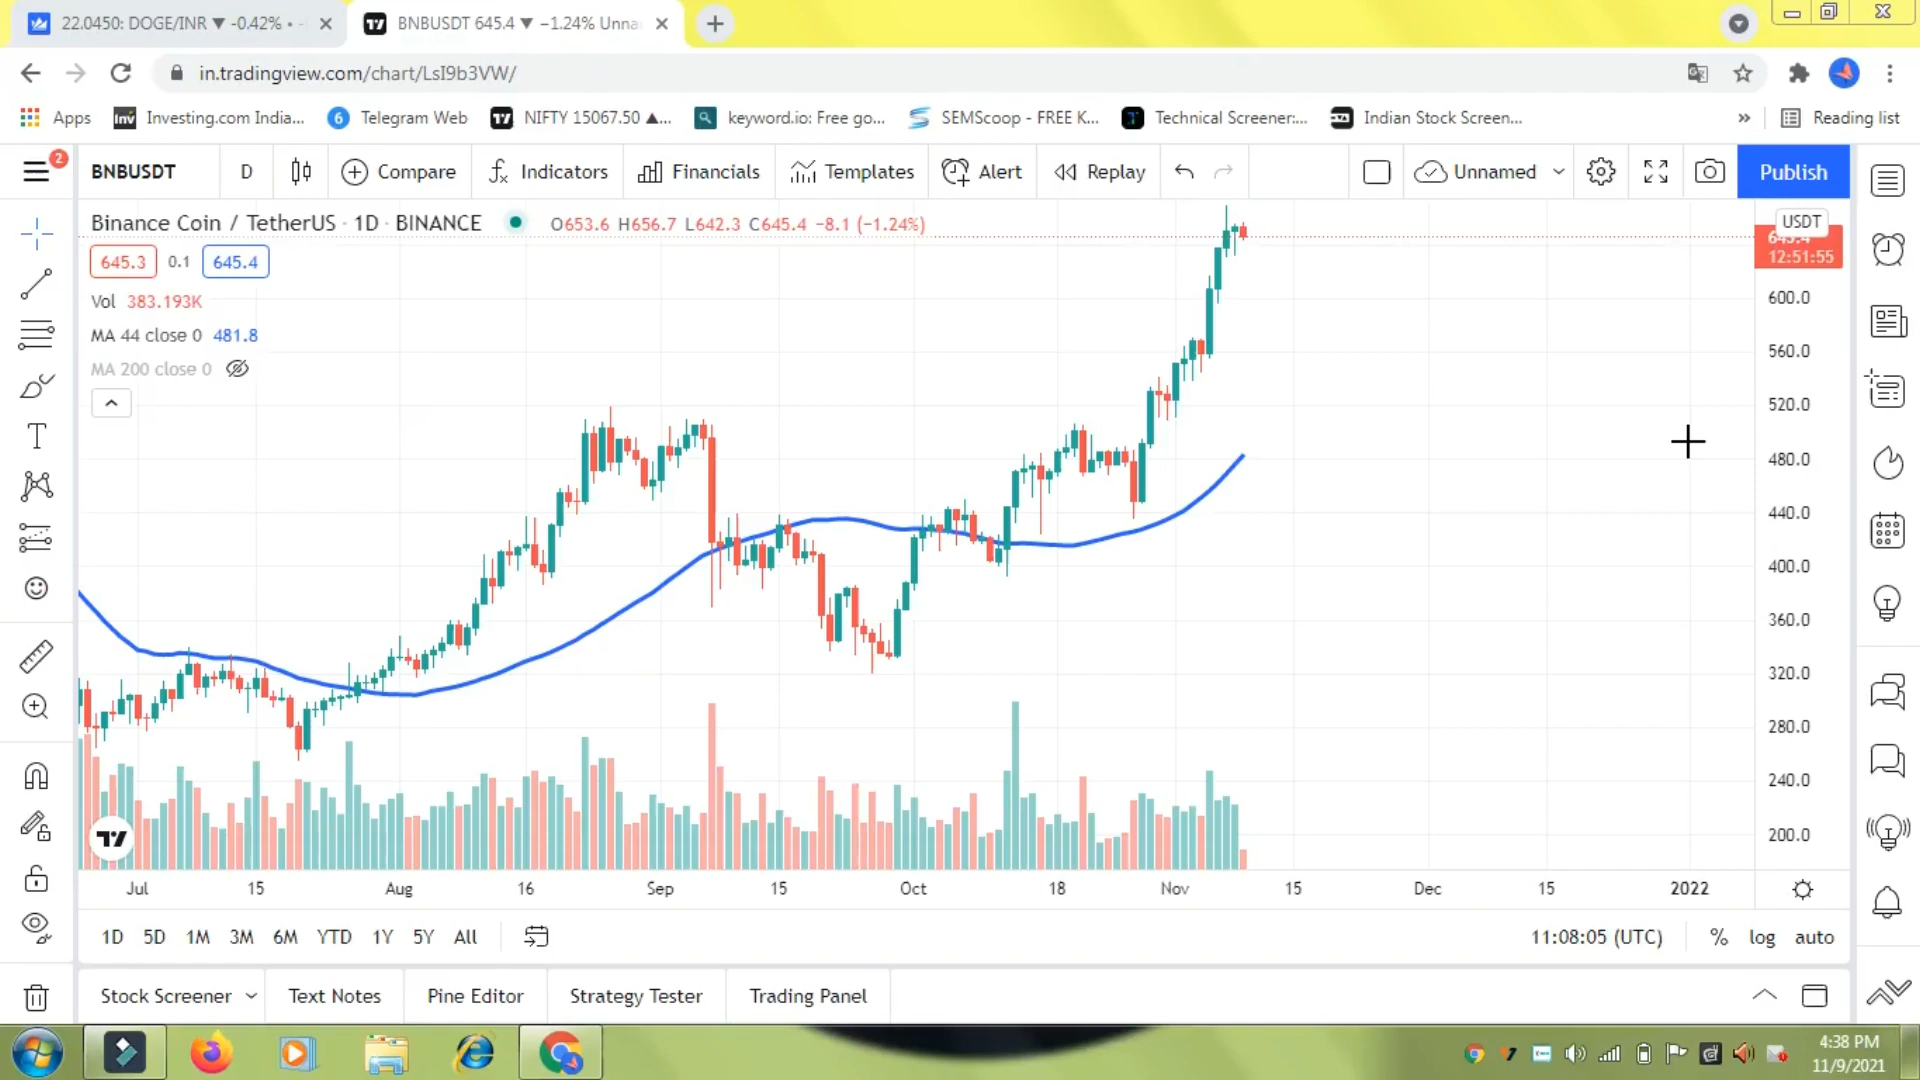 22.0450: DOGE/INR ▼ -0.42% •
BNBUSDT 645.4 ▼ −1.24% Unna
in.tradingview.com/chart/LsI9b3VW/
Apps
Inv Investing.com India...
6 Telegram Web
NIFTY 15067.50 ▲...
keyword.io: Free go...
SEMScoop - FREE K...
Technical Screener:...
Indian Stock Screen...
»
Reading list
2
BNBUSDT
D
Compare
Indicators
Financials
Templates
Alert
Replay
Unnamed
Publish
Binance Coin / TetherUS · 1D · BINANCE
O653.6 H656.7 L642.3 C645.4 −8.1 (−1.24%)
USDT
645.4
12:51:55
645.3 0.1 645.4
Vol 383.193K
MA 44 close 0 481.8
MA 200 close 0
600.0
560.0
520.0
480.0
440.0
400.0
360.0
320.0
280.0
240.0
200.0
Jul 15 Aug 16 Sep 15 Oct 18 Nov 15 Dec 15 2022
1D 5D 1M 3M 6M YTD 1Y 5Y All
11:08:05 (UTC) % log auto
Stock Screener Text Notes Pine Editor Strategy Tester Trading Panel
4:38 PM
11/9/2021